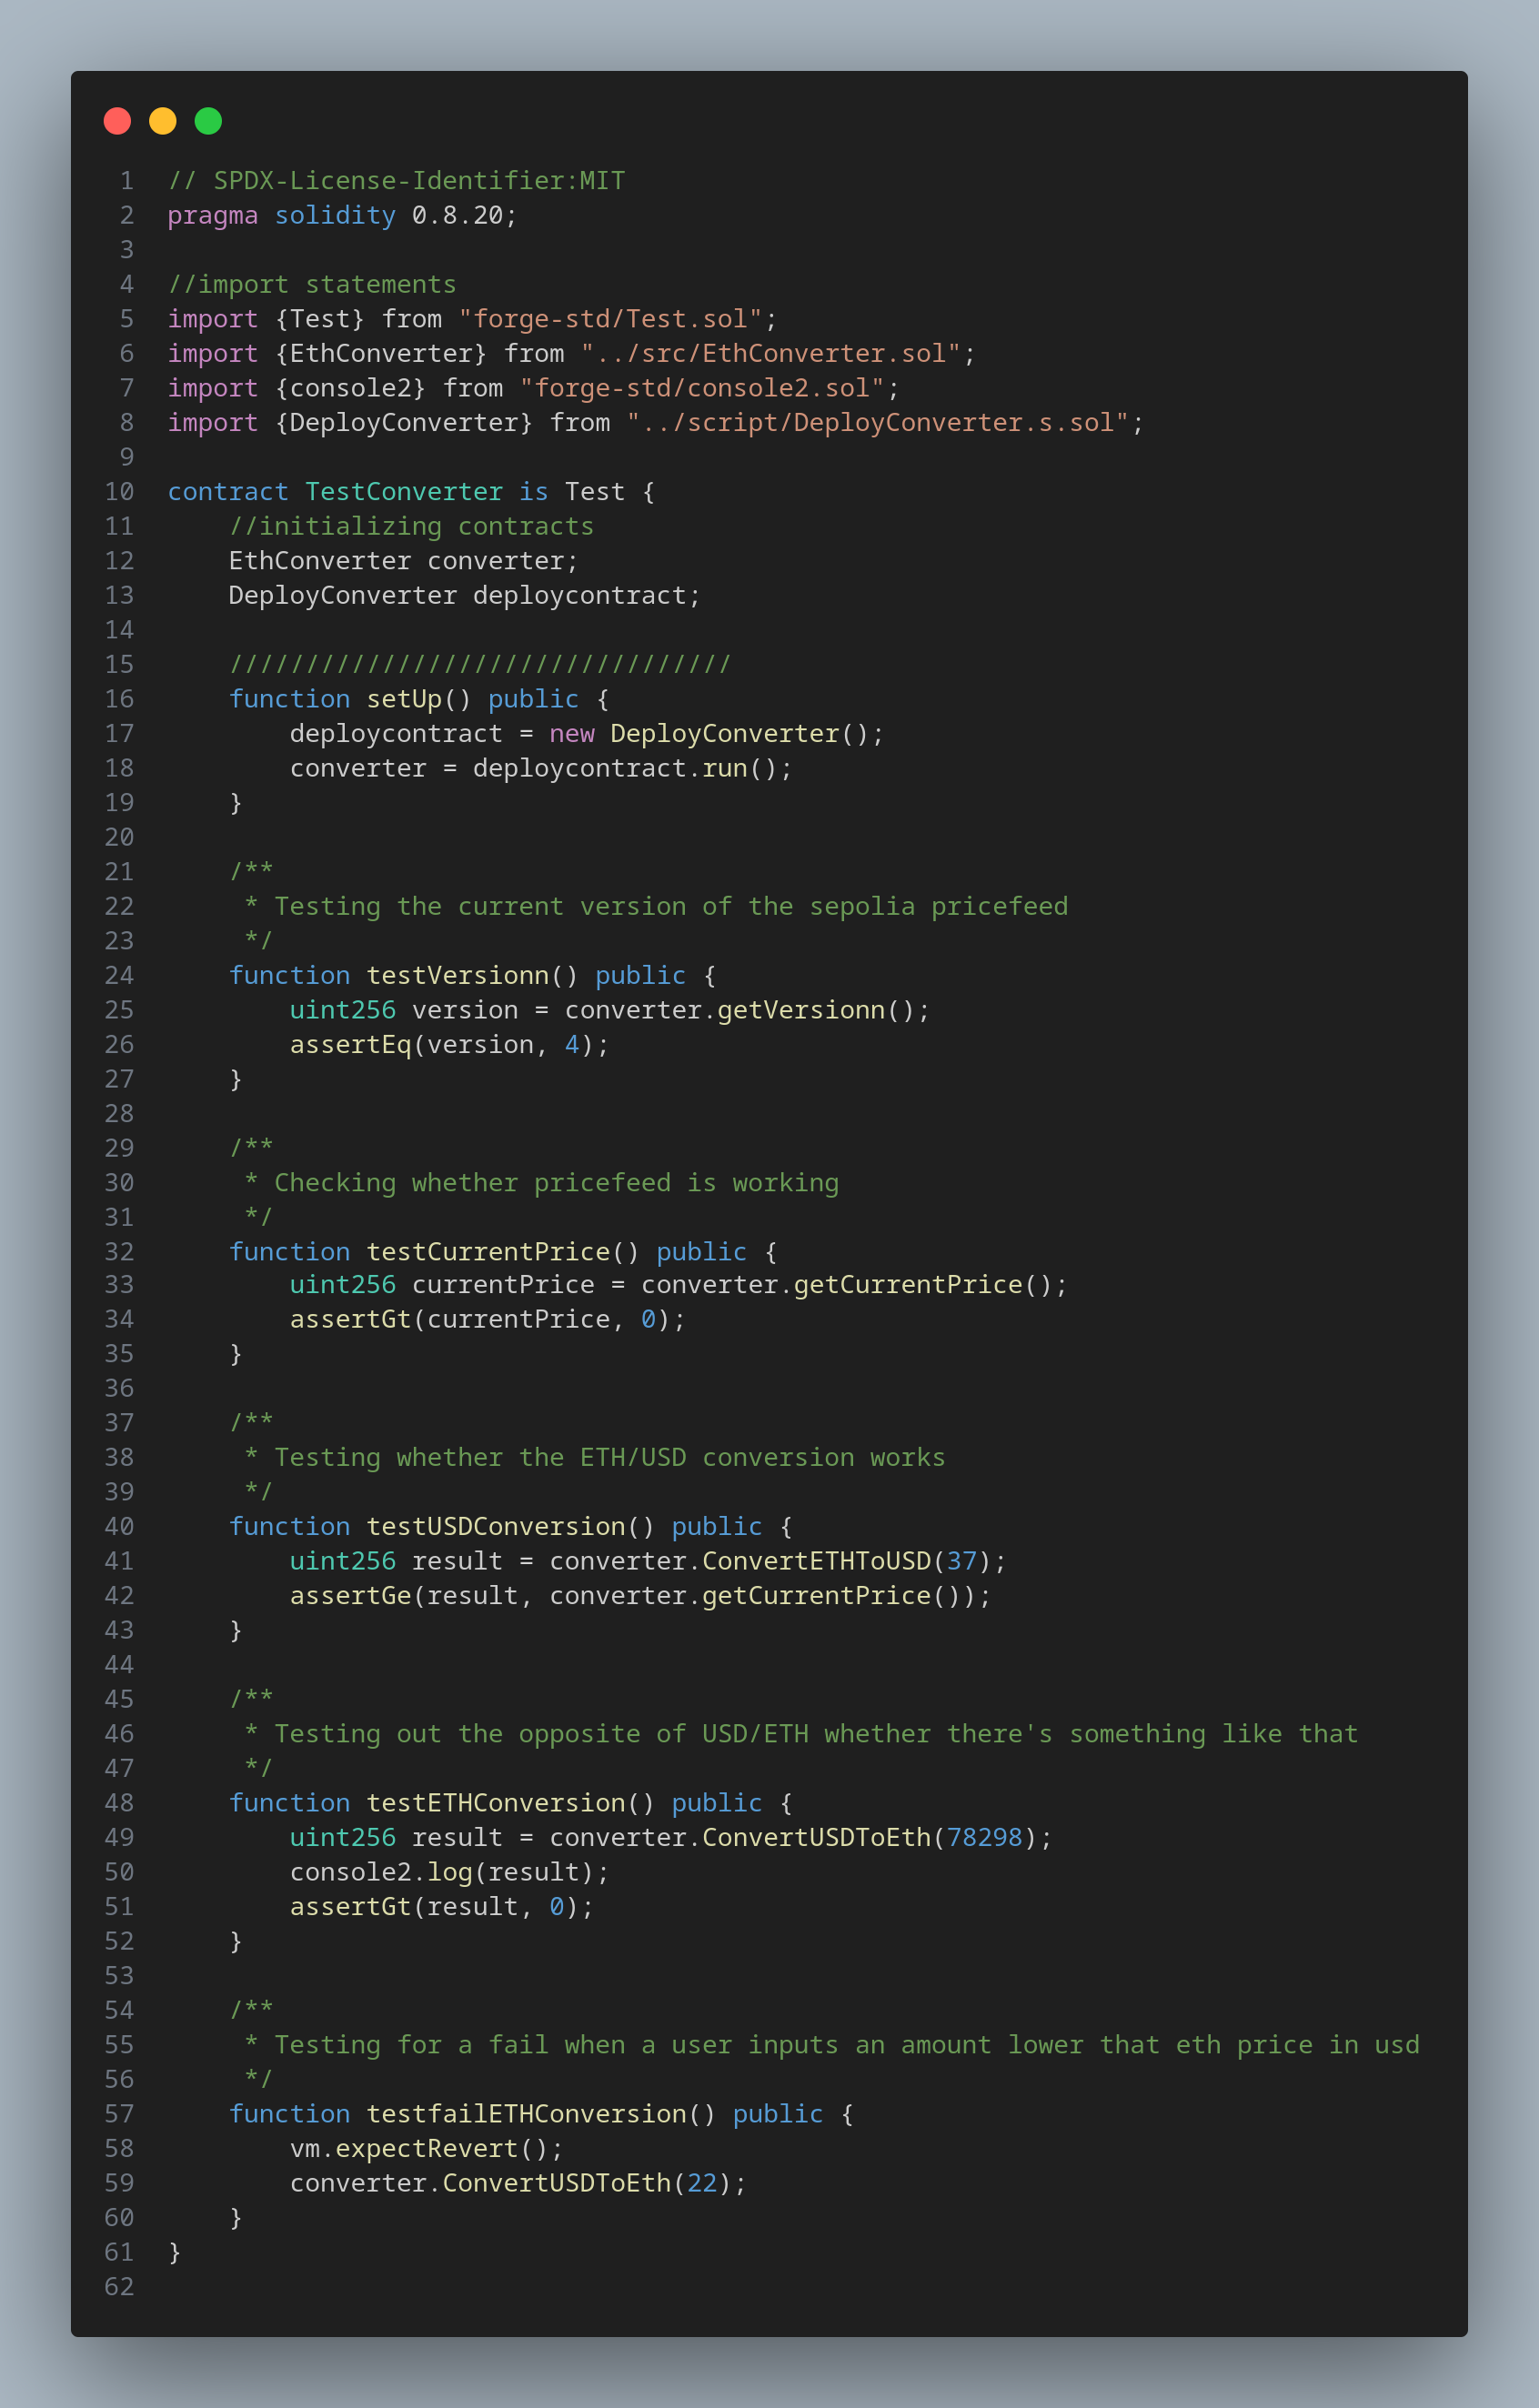 1 // SPDX-License-Identifier:MIT
2 pragma solidity 0.8.20;
3
4 //import statements
5 import {Test} from "forge-std/Test.sol";
6 import {EthConverter} from "../src/EthConverter.sol";
7 import {console2} from "forge-std/console2.sol";
8 import {DeployConverter} from "../script/DeployConverter.s.sol";
9
10 contract TestConverter is Test {
11     //initializing contracts
12     EthConverter converter;
13     DeployConverter deploycontract;
14
15     /////////////////////////////////
16     function setUp() public {
17         deploycontract = new DeployConverter();
18         converter = deploycontract.run();
19     }
20
21     /**
22      * Testing the current version of the sepolia pricefeed
23      */
24     function testVersionn() public {
25         uint256 version = converter.getVersionn();
26         assertEq(version, 4);
27     }
28
29     /**
30      * Checking whether pricefeed is working
31      */
32     function testCurrentPrice() public {
33         uint256 currentPrice = converter.getCurrentPrice();
34         assertGt(currentPrice, 0);
35     }
36
37     /**
38      * Testing whether the ETH/USD conversion works
39      */
40     function testUSDConversion() public {
41         uint256 result = converter.ConvertETHToUSD(37);
42         assertGe(result, converter.getCurrentPrice());
43     }
44
45     /**
46      * Testing out the opposite of USD/ETH whether there's something like that
47      */
48     function testETHConversion() public {
49         uint256 result = converter.ConvertUSDToEth(78298);
50         console2.log(result);
51         assertGt(result, 0);
52     }
53
54     /**
55      * Testing for a fail when a user inputs an amount lower that eth price in usd
56      */
57     function testfailETHConversion() public {
58         vm.expectRevert();
59         converter.ConvertUSDToEth(22);
60     }
61 }
62